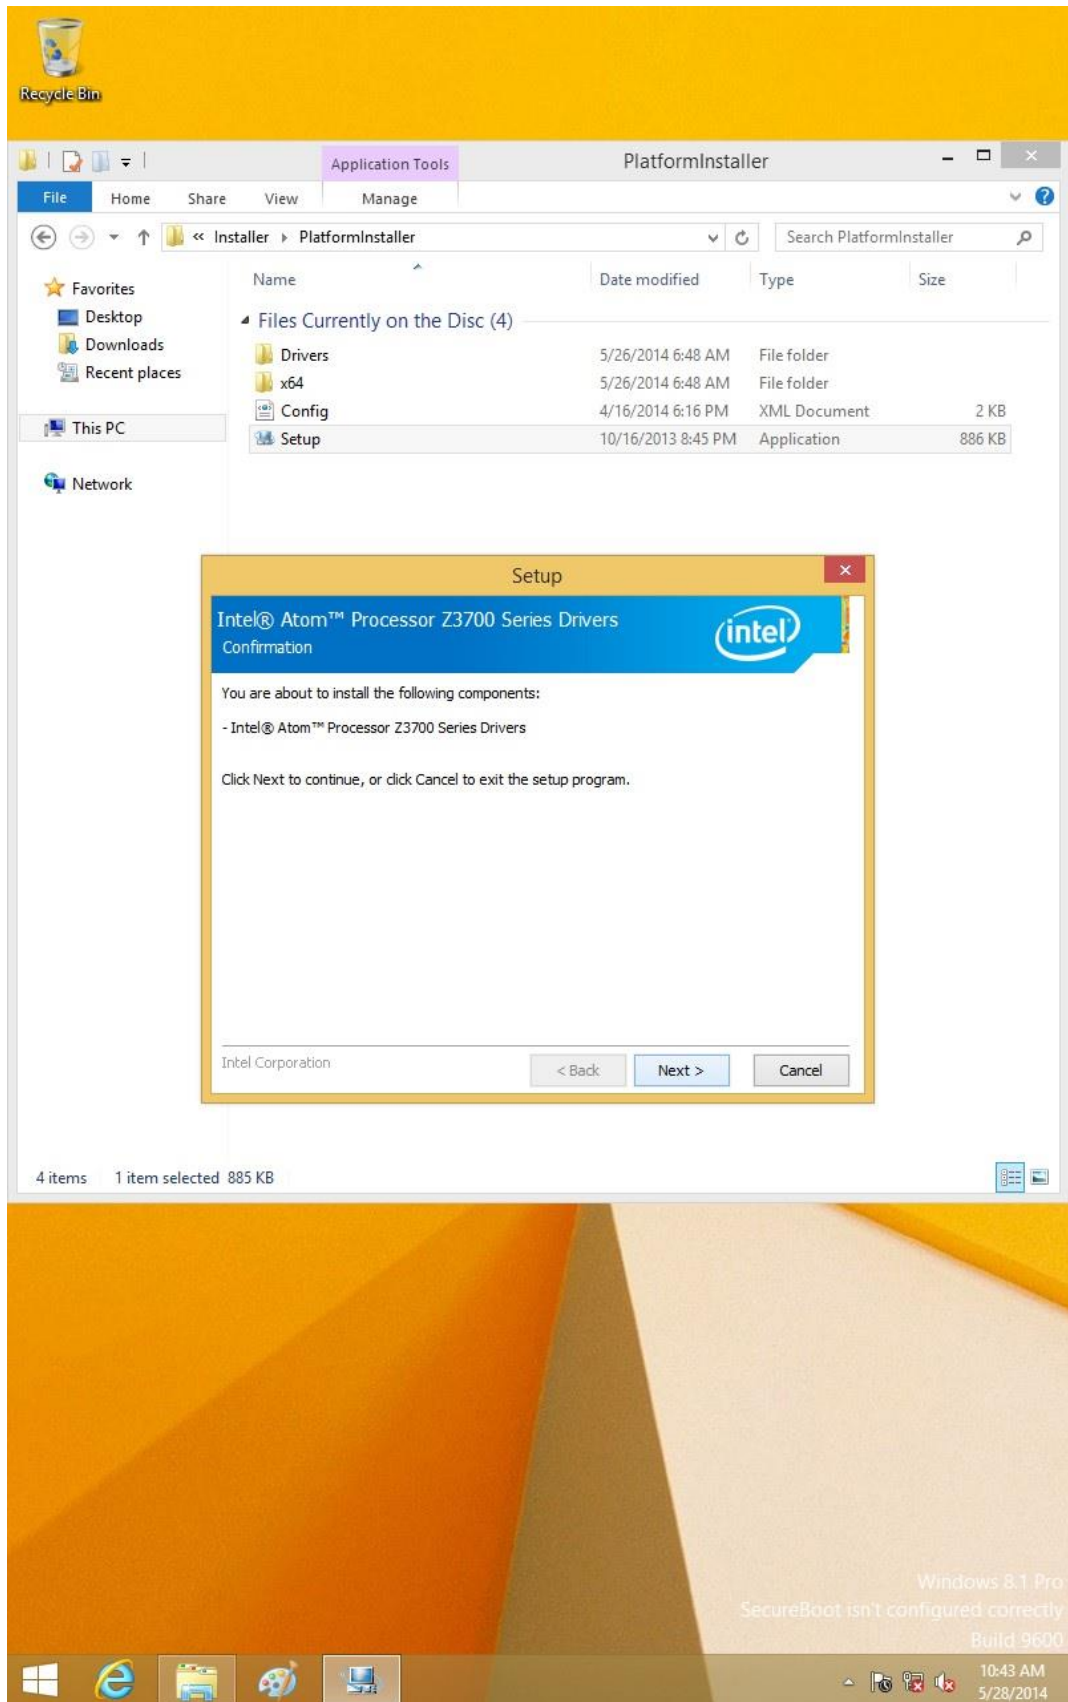 Recycle Bin
Application Tools
PlatformInstaller
File Home Share View Manage
« Installer PlatformInstaller
Search PlatformInstaller
Name Date modified Type Size
Favorites
Desktop
Downloads
Recent places
This PC
Network
Files Currently on the Disc (4)
Drivers 5/26/2014 6:48 AM File folder
x64 5/26/2014 6:48 AM File folder
Config 4/16/2014 6:16 PM XML Document 2 KB
Setup 10/16/2013 8:45 PM Application 886 KB
Setup
Intel® Atom™ Processor Z3700 Series Drivers
Confirmation
intel
You are about to install the following components:
- Intel® Atom™ Processor Z3700 Series Drivers
Click Next to continue, or click Cancel to exit the setup program.
Intel Corporation
< Back Next > Cancel
4 items 1 item selected 885 KB
Windows 8.1 Pro
SecureBoot isn't configured correctly
Build 9600
10:43 AM
5/28/2014